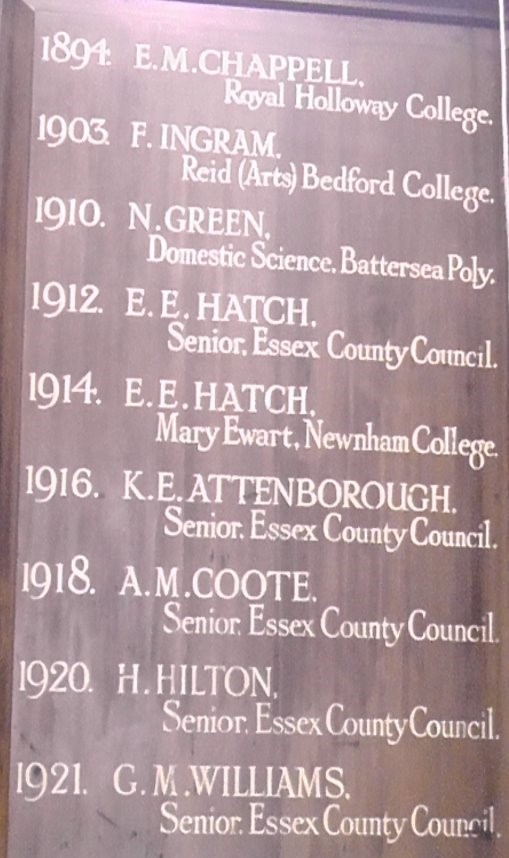 1894. E.M.CHAPPELL,
Royal Holloway College.
1903. F. INGRAM,
Reid (Arts) Bedford College.
1910. N. GREEN,
Domestic Science. Battersea Poly.
1912. E. E. HATCH,
Senior. Essex County Council.
1914. E. E. HATCH,
Mary Ewart, Newnham College.
1916. K. E. ATTENBOROUGH.
Senior. Essex County Council.
1918. A. M. COOTE.
Senior. Essex County Council.
1920. H. HILTON,
Senior. Essex County Council.
1921. G. M. WILLIAMS.
Senior. Essex County Council.